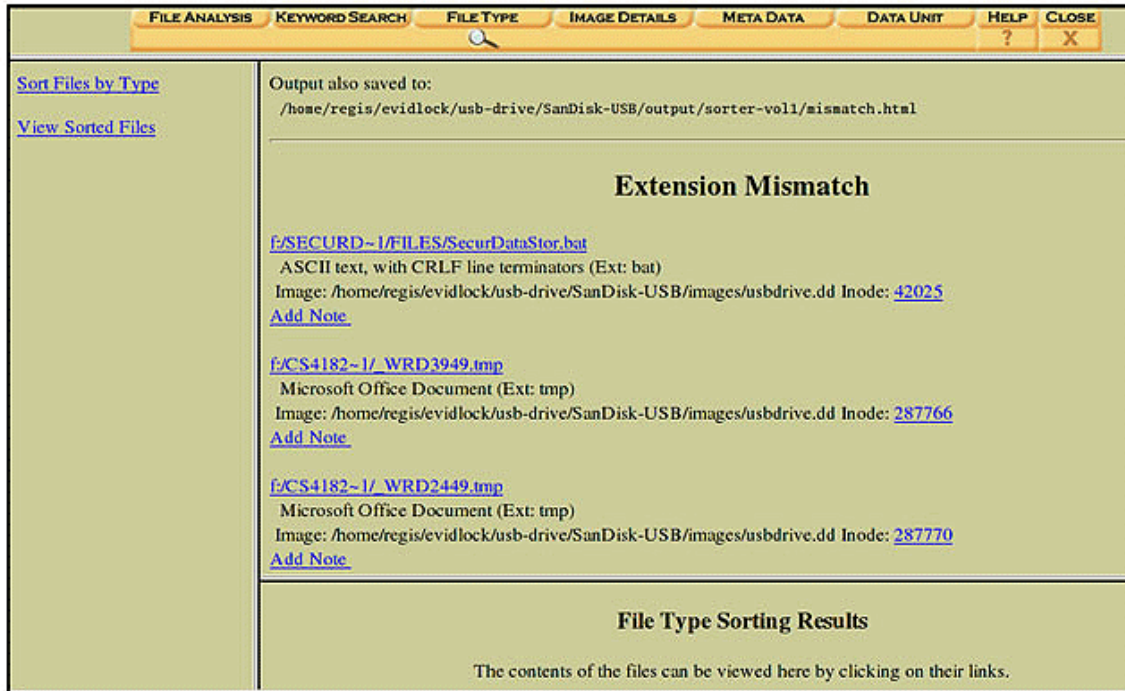 FILE ANALYSIS KEYWORD SEARCH FILE TYPE IMAGE DETAILS META DATA DATA UNIT HELP CLOSE
? X
Sort Files by Type
View Sorted Files
Output also saved to:
/home/regis/evidlock/usb-drive/SanDisk-USB/output/sorter-vol1/mismatch.html
Extension Mismatch
f:/SECURD~1/FILES/SecurDataStor.bat
ASCII text, with CRLF line terminators (Ext: bat)
Image: /home/regis/evidlock/usb-drive/SanDisk-USB/images/usbdrive.dd Inode: 42025
Add Note
f:/CS4182~1/_WRD3949.tmp
Microsoft Office Document (Ext: tmp)
Image: /home/regis/evidlock/usb-drive/SanDisk-USB/images/usbdrive.dd Inode: 287766
Add Note
f:/CS4182~1/_WRD2449.tmp
Microsoft Office Document (Ext: tmp)
Image: /home/regis/evidlock/usb-drive/SanDisk-USB/images/usbdrive.dd Inode: 287770
Add Note
File Type Sorting Results
The contents of the files can be viewed here by clicking on their links.